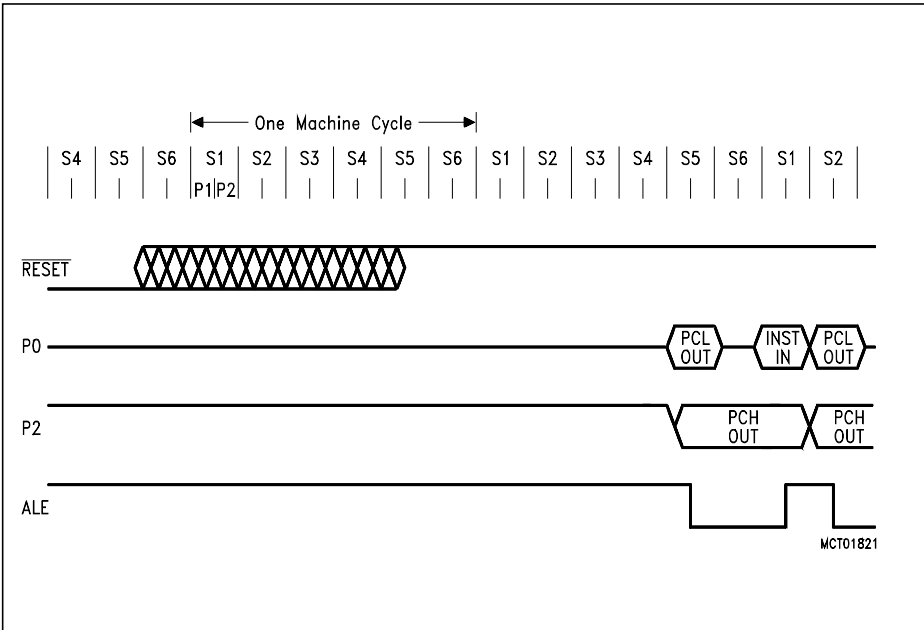 One Machine Cycle
S4 S5 S6 S1 S2 S3 S4 S5 S6 S1 S2 S3 S4 S5 S6 S1 S2
P1 P2
RESET
P0
PCL
OUT
INST
IN
PCL
OUT
P2
PCH
OUT
PCH
OUT
ALE
MCT01821